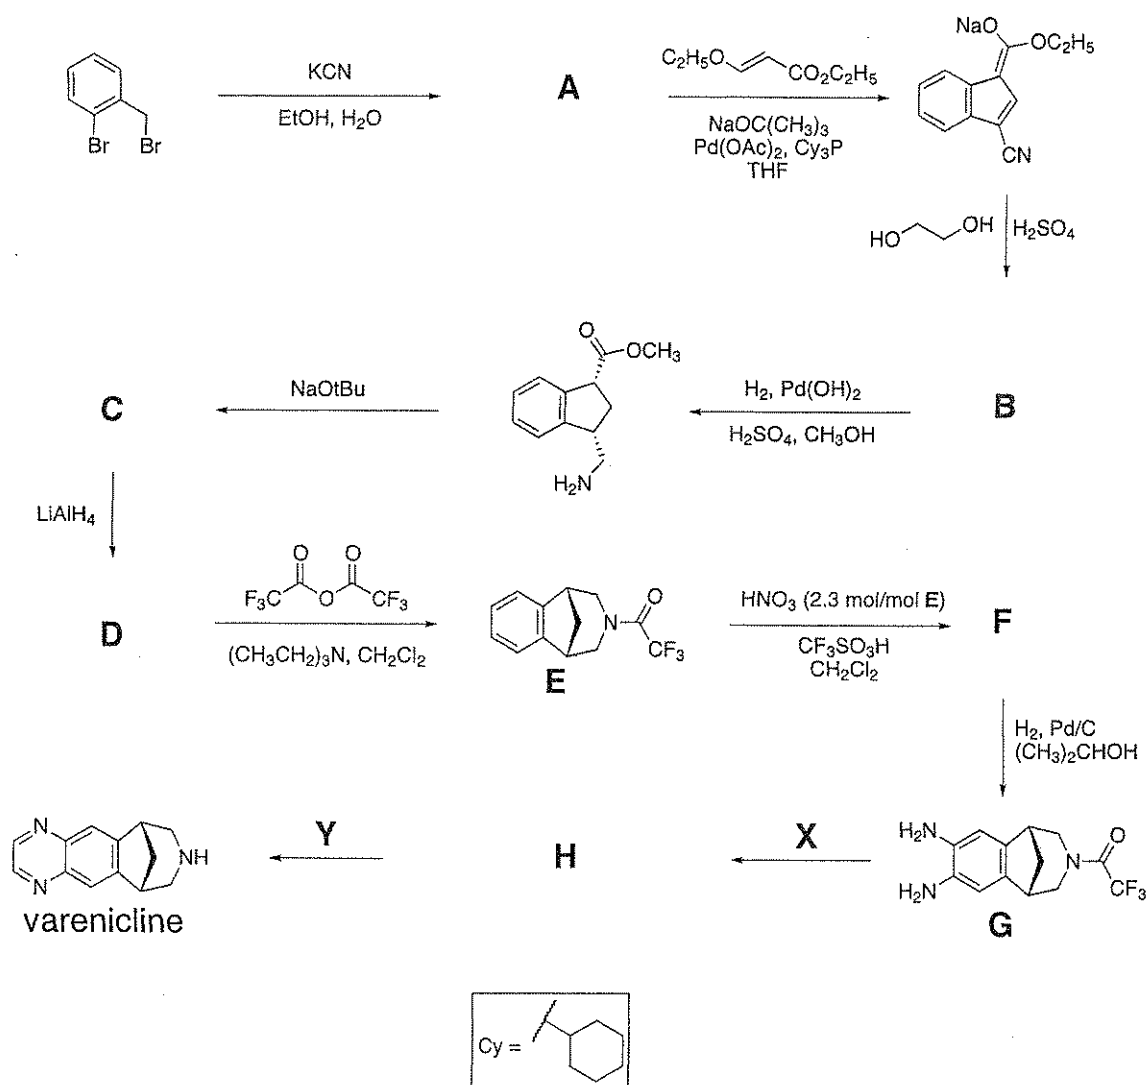 KCN
EtOH, H2O
Br
Br
A
C2H5O
CO2C2H5
NaOC(CH3)3
Pd(OAc)2, Cy3P
THF
NaO
OC2H5
CN
HO
OH
H2SO4
C
NaOtBu
O
OCH3
H2N
H2, Pd(OH)2
H2SO4, CH3OH
B
LiAlH4
D
O
O
F3C
O
CF3
(CH3CH2)3N, CH2Cl2
N
O
CF3
E
HNO3 (2.3 mol/mol E)
CF3SO3H
CH2Cl2
F
H2, Pd/C
(CH3)2CHOH
N
N
NH
varenicline
Y
H
X
H2N
H2N
N
O
CF3
G
Cy =